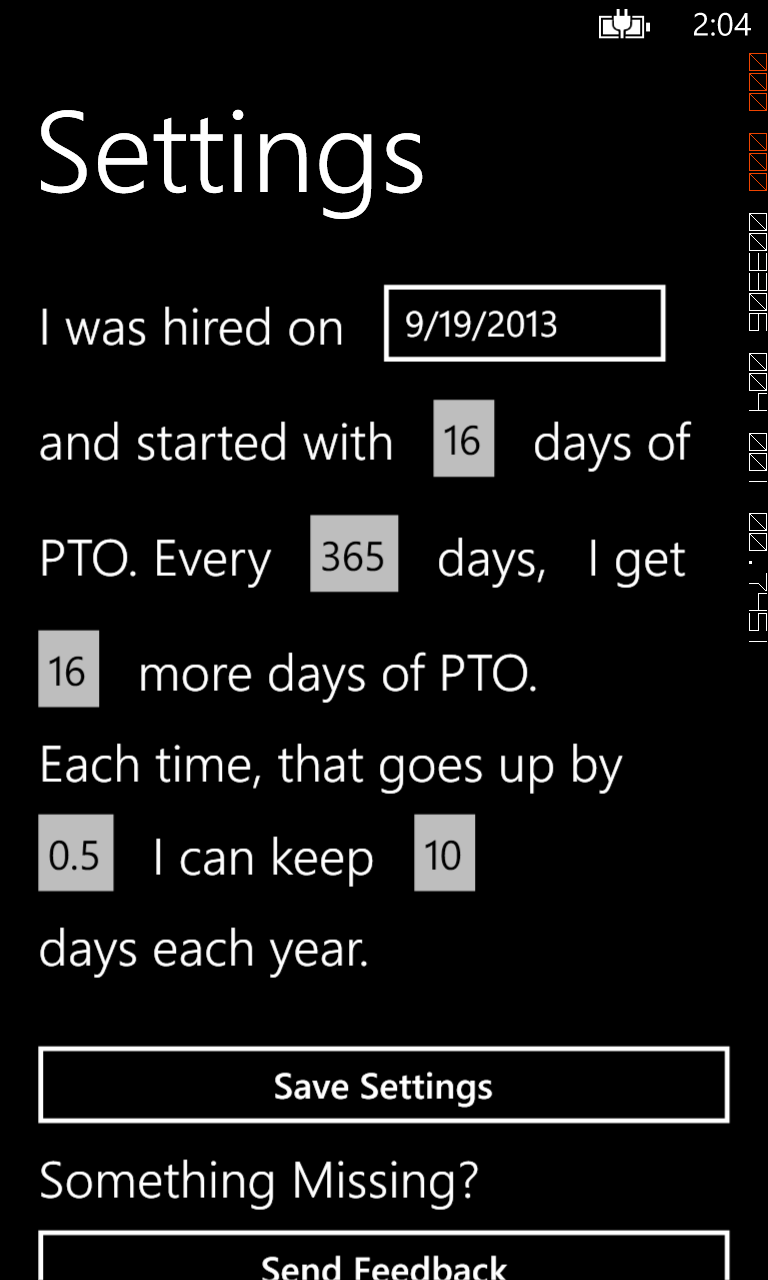 2:04
Settings
I was hired on 9/19/2013
and started with 16 days of
PTO. Every 365 days, I get
16 more days of PTO.
Each time, that goes up by
0.5 I can keep 10
days each year.
Save Settings
Something Missing?
Send Feedback
000 000